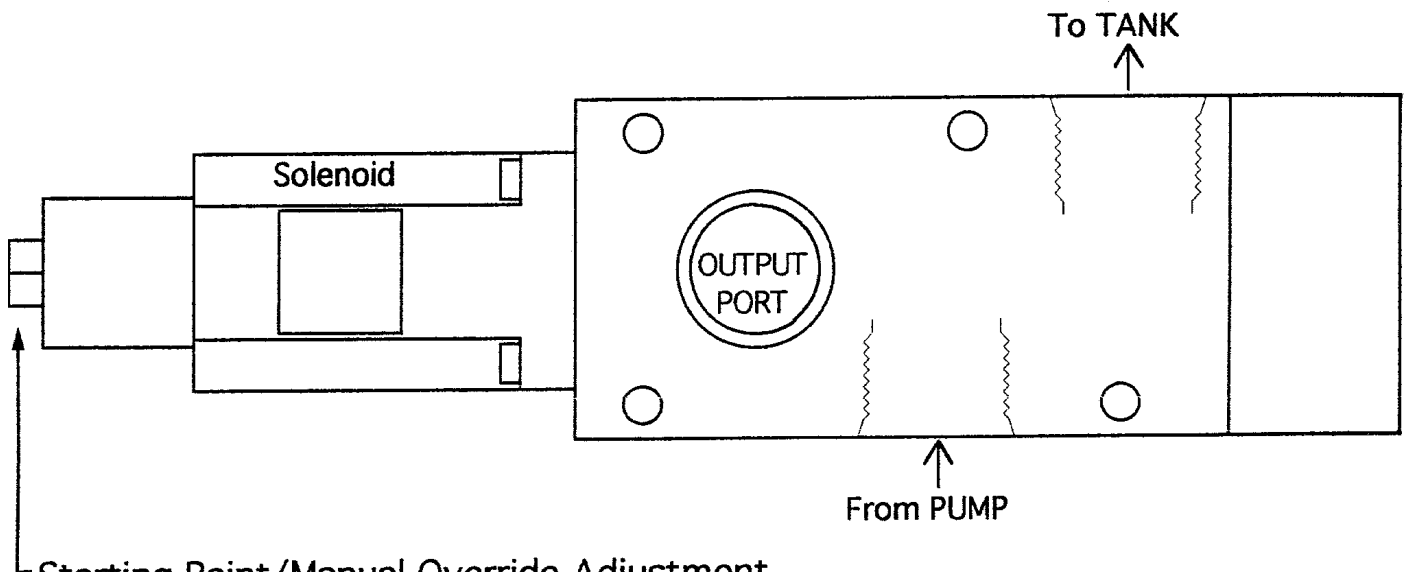 To TANK
Solenoid
OUTPUT
PORT
From PUMP
Starting Point/Manual Override Adjustment